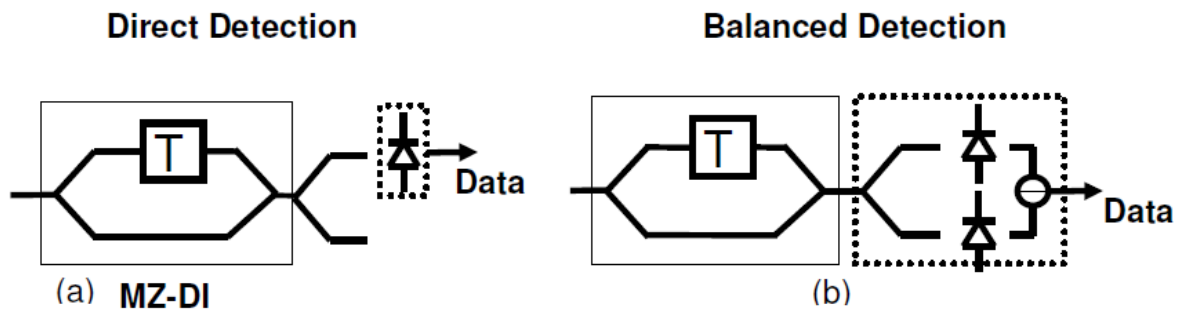 Direct Detection
Balanced Detection
T
Data
(a) MZ-DI
T
Data
(b)